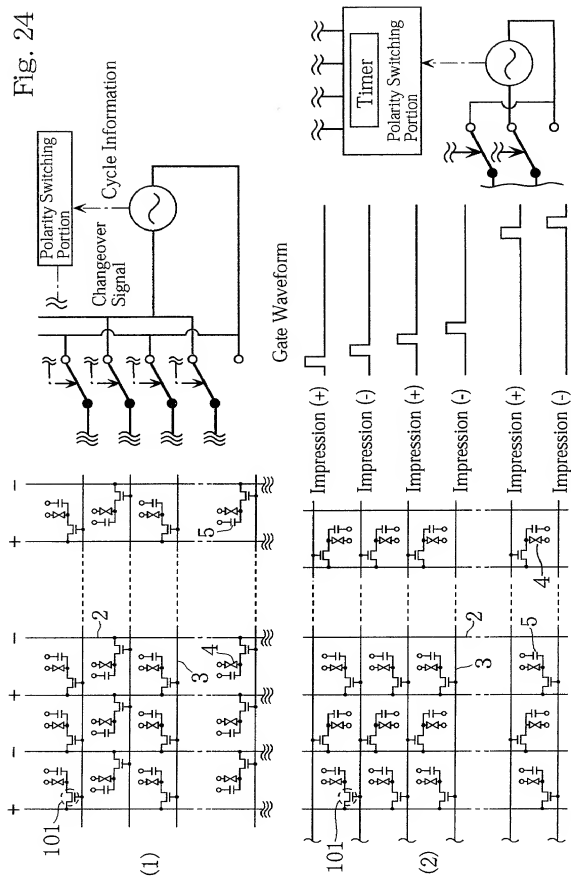 Fig. 24
Polarity Switching
Portion
Cycle Information
Changeover
Signal
+
-
+
-
+
-
101
2
3
4
5
(1)
Timer
Polarity Switching
Portion
Gate Waveform
Impression (+)
Impression (-)
Impression (+)
Impression (-)
Impression (+)
Impression (-)
101
2
3
4
5
(2)